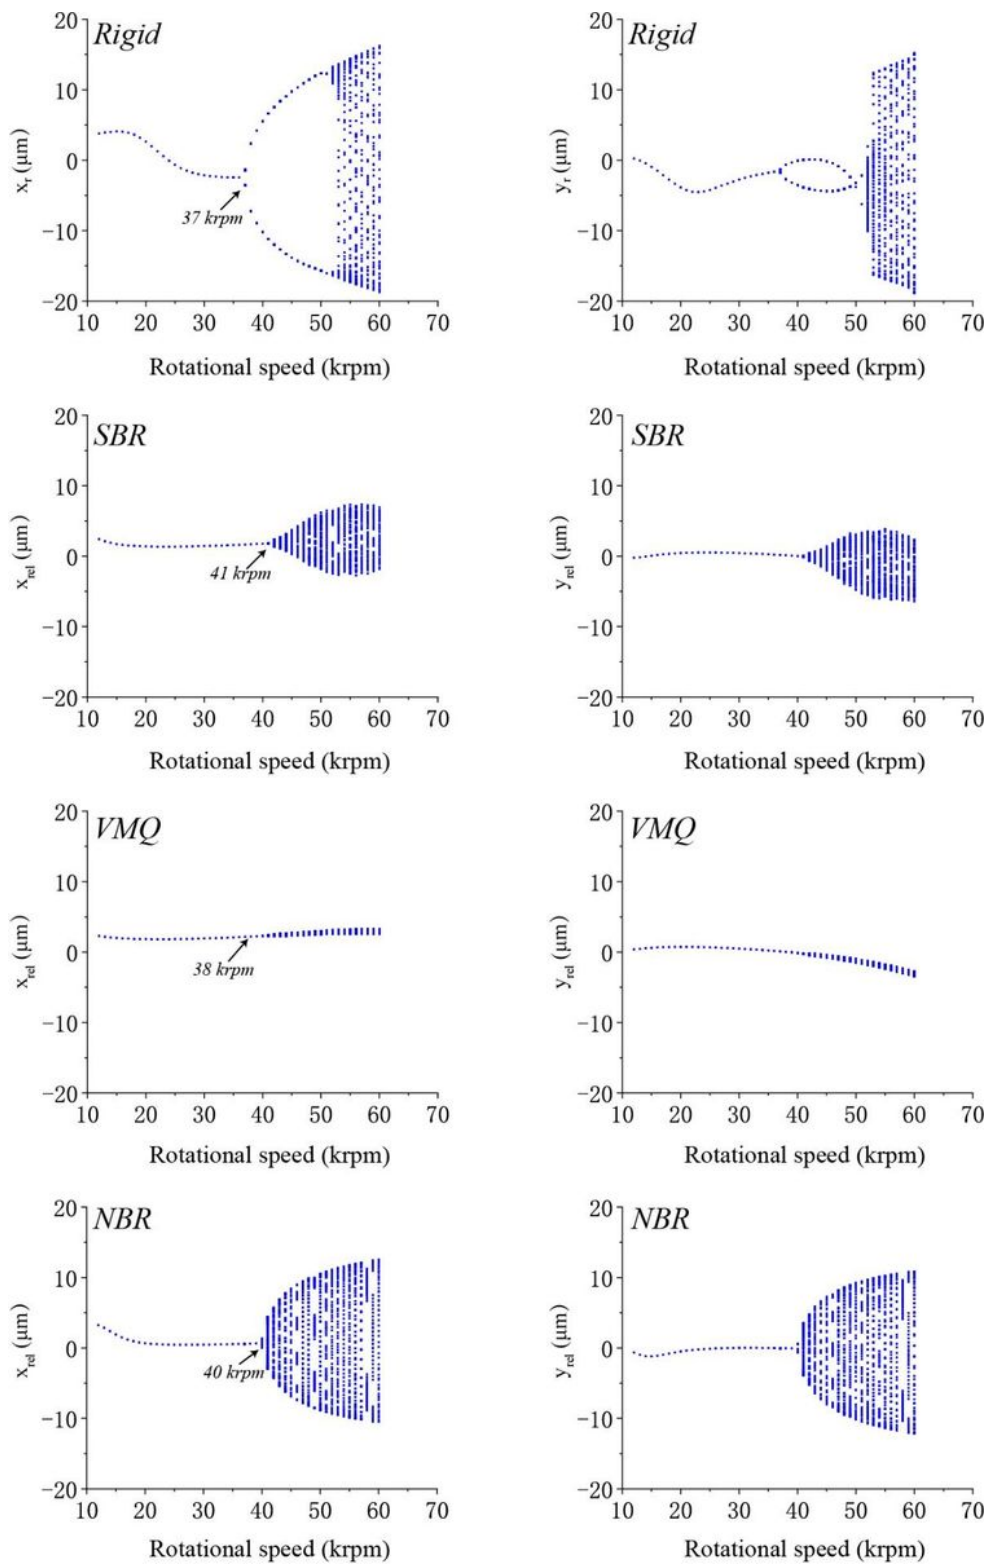 Rigid
20
10
0
−10
−20
x_r (μm)
37 krpm
10 20 30 40 50 60 70
Rotational speed (krpm)
Rigid
20
10
0
−10
−20
y_r (μm)
10 20 30 40 50 60 70
Rotational speed (krpm)
SBR
20
10
0
−10
−20
x_rel (μm)
41 krpm
10 20 30 40 50 60 70
Rotational speed (krpm)
SBR
20
10
0
−10
−20
y_rel (μm)
10 20 30 40 50 60 70
Rotational speed (krpm)
VMQ
20
10
0
−10
−20
x_rel (μm)
38 krpm
10 20 30 40 50 60 70
Rotational speed (krpm)
VMQ
20
10
0
−10
−20
y_rel (μm)
10 20 30 40 50 60 70
Rotational speed (krpm)
NBR
20
10
0
−10
−20
x_rel (μm)
40 krpm
10 20 30 40 50 60 70
Rotational speed (krpm)
NBR
20
10
0
−10
−20
y_rel (μm)
10 20 30 40 50 60 70
Rotational speed (krpm)